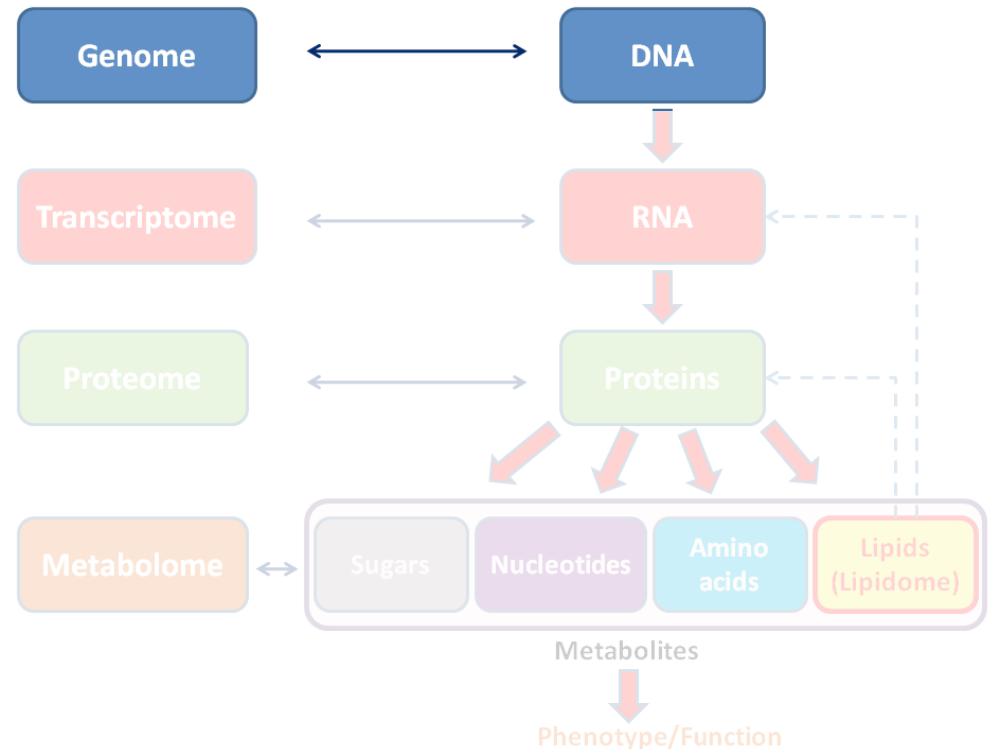 Genome
DNA
Transcriptome
RNA
Proteome
Proteins
Metabolome
Sugars
Nucleotides
Amino
acids
Lipids
(Lipidome)
Metabolites
Phenotype/Function